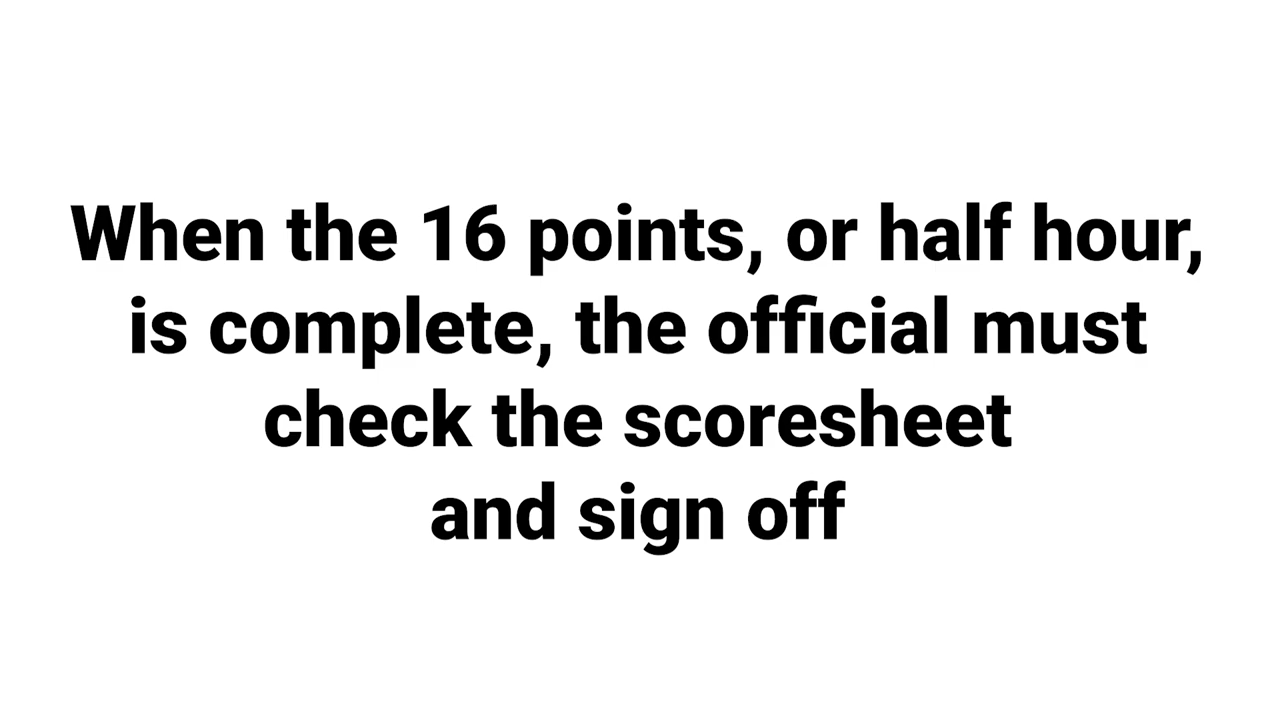 When the 16 points, or half hour,
is complete, the official must
check the scoresheet
and sign off